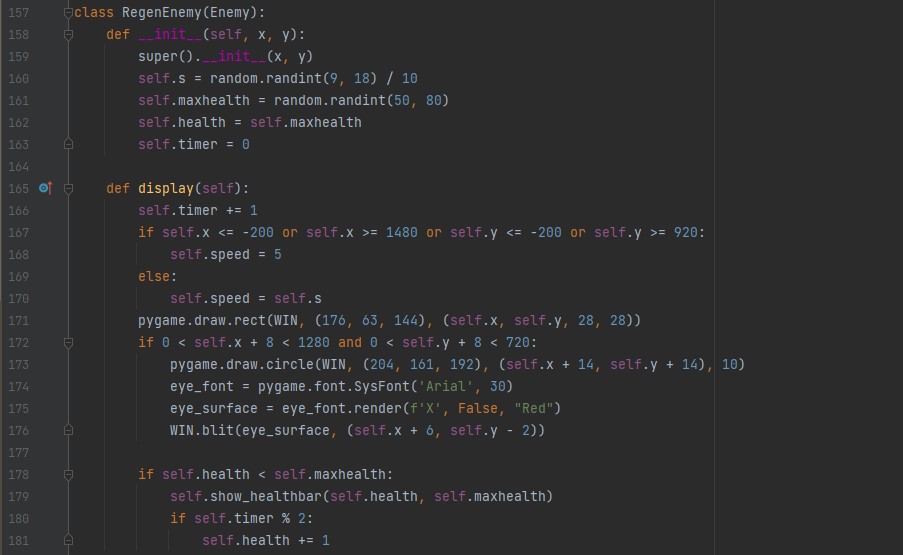 157 class RegenEnemy(Enemy):
158     def __init__(self, x, y):
159         super().__init__(x, y)
160         self.s = random.randint(9, 18) / 10
161         self.maxhealth = random.randint(50, 80)
162         self.health = self.maxhealth
163         self.timer = 0
164
165     def display(self):
166         self.timer += 1
167         if self.x <= -200 or self.x >= 1480 or self.y <= -200 or self.y >= 920:
168             self.speed = 5
169         else:
170             self.speed = self.s
171         pygame.draw.rect(WIN, (176, 63, 144), (self.x, self.y, 28, 28))
172         if 0 < self.x + 8 < 1280 and 0 < self.y + 8 < 720:
173             pygame.draw.circle(WIN, (204, 161, 192), (self.x + 14, self.y + 14), 10)
174             eye_font = pygame.font.SysFont('Arial', 30)
175             eye_surface = eye_font.render(f'X', False, "Red")
176             WIN.blit(eye_surface, (self.x + 6, self.y - 2))
177
178         if self.health < self.maxhealth:
179             self.show_healthbar(self.health, self.maxhealth)
180             if self.timer % 2:
181                 self.health += 1